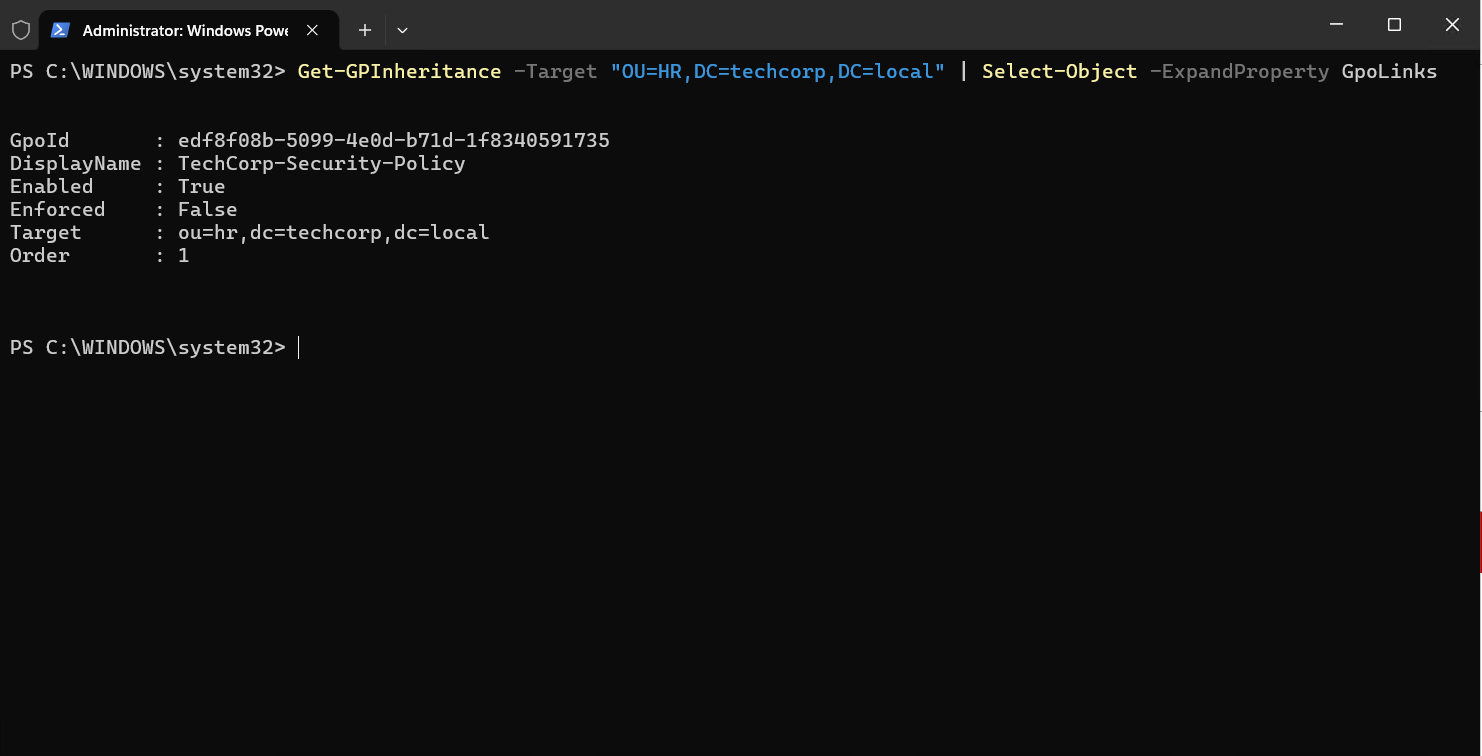 Administrator: Windows Powe
PS C:\WINDOWS\system32> Get-GPInheritance -Target "OU=HR,DC=techcorp,DC=local" | Select-Object -ExpandProperty GpoLinks
GpoId       : edf8f08b-5099-4e0d-b71d-1f8340591735
DisplayName : TechCorp-Security-Policy
Enabled     : True
Enforced    : False
Target      : ou=hr,dc=techcorp,dc=local
Order       : 1
PS C:\WINDOWS\system32>